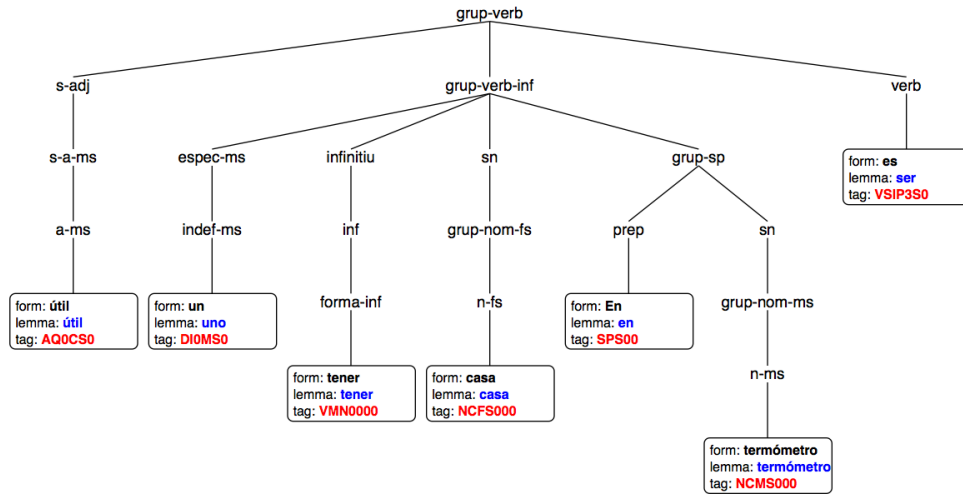 grup-verb
s-adj grup-verb-inf verb
s-a-ms espec-ms infinitiu sn grup-sp
form: es
lemma: ser
tag: VSIP3S0
a-ms indef-ms inf grup-nom-fs prep sn
form: útil
lemma: útil
tag: AQ0CS0
form: un
lemma: uno
tag: DI0MS0
forma-inf n-fs
form: En
lemma: en
tag: SPS00
grup-nom-ms
form: tener
lemma: tener
tag: VMN0000
form: casa
lemma: casa
tag: NCFS000
n-ms
form: termómetro
lemma: termómetro
tag: NCMS000